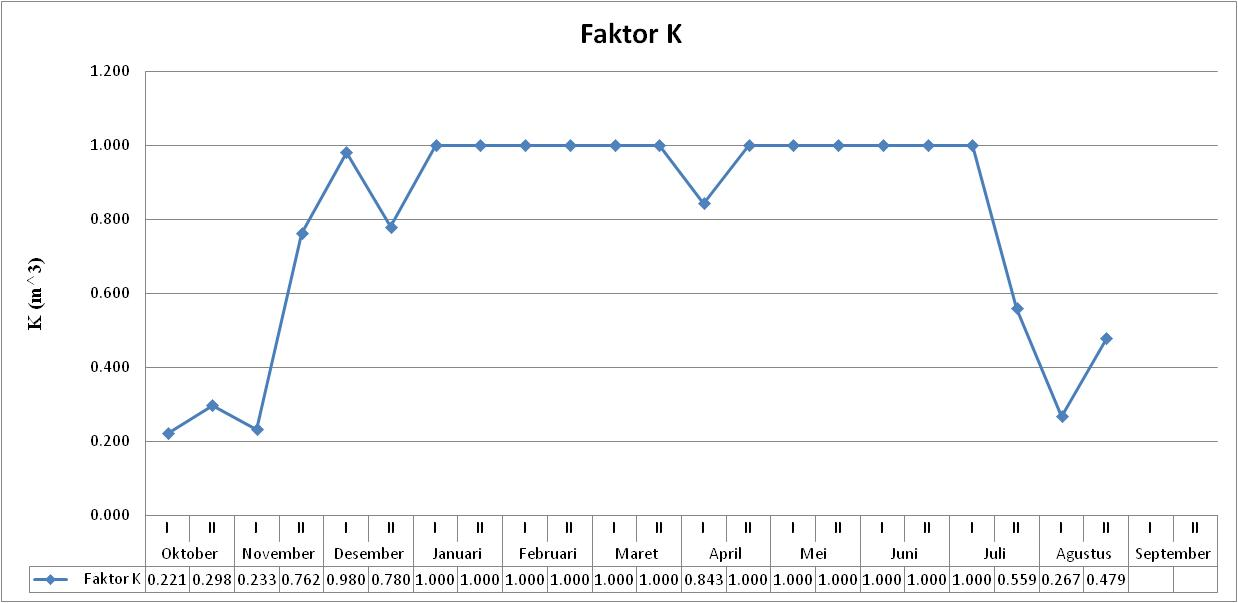 Faktor K
1.200
1.000
0.800
0.600
0.400
0.200
0.000
K (m^3)
I II I II I II I II I II I II I II I II I II I II I II I II
Oktober November Desember Januari Februari Maret April Mei Juni Juli Agustus September
Faktor K 0.221 0.298 0.233 0.762 0.980 0.780 1.000 1.000 1.000 1.000 1.000 1.000 0.843 1.000 1.000 1.000 1.000 1.000 1.000 0.559 0.267 0.479